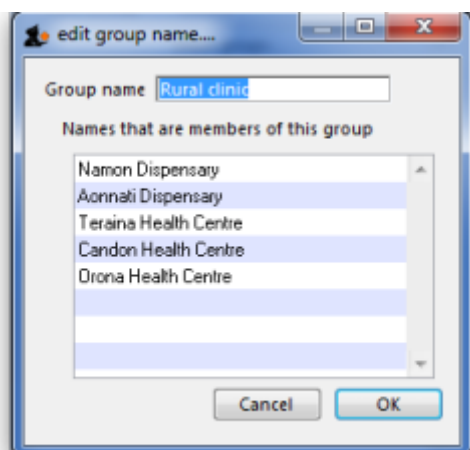 edit group name....
Group name Rural clinic
Names that are members of this group
Namon Dispensary
Aonnati Dispensary
Teraina Health Centre
Candon Health Centre
Orona Health Centre
Cancel OK